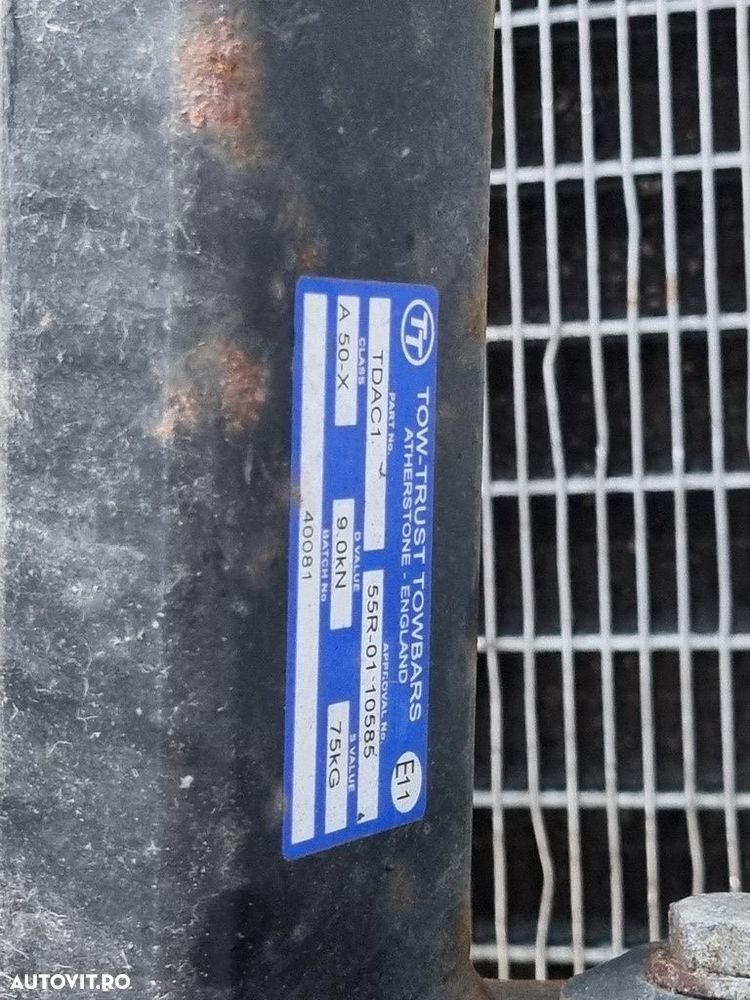 TT TOW-TRUST TOWBARS E11
ATHERSTONE - ENGLAND
PART No. APPROVAL No.
TDAC1 55R-01 10585
CLASS D VALUE S VALUE
A 50-X 9.0kN 75kG
BATCH No
40081
AUTOVIT.RO